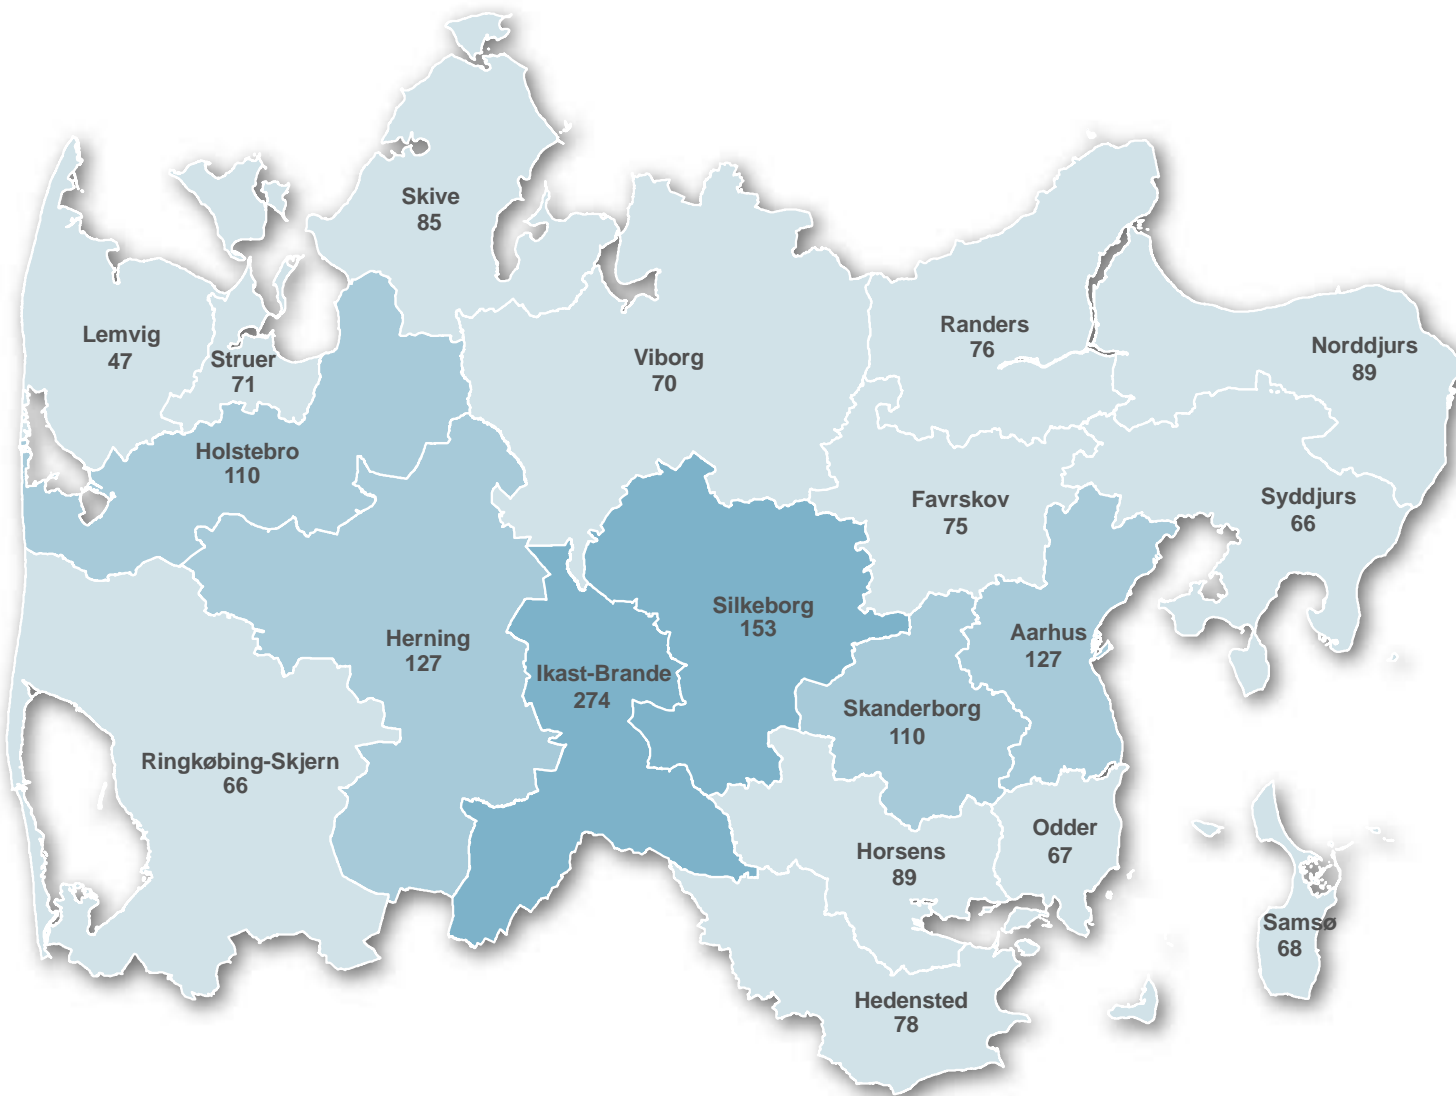 Skive
85
Lemvig
47
Struer
71
Viborg
70
Randers
76
Norddjurs
89
Holstebro
110
Favrskov
75
Syddjurs
66
Silkeborg
153
Herning
127
Ikast-Brande
274
Aarhus
127
Skanderborg
110
Ringkøbing-Skjern
66
Horsens
89
Odder
67
Samsø
68
Hedensted
78